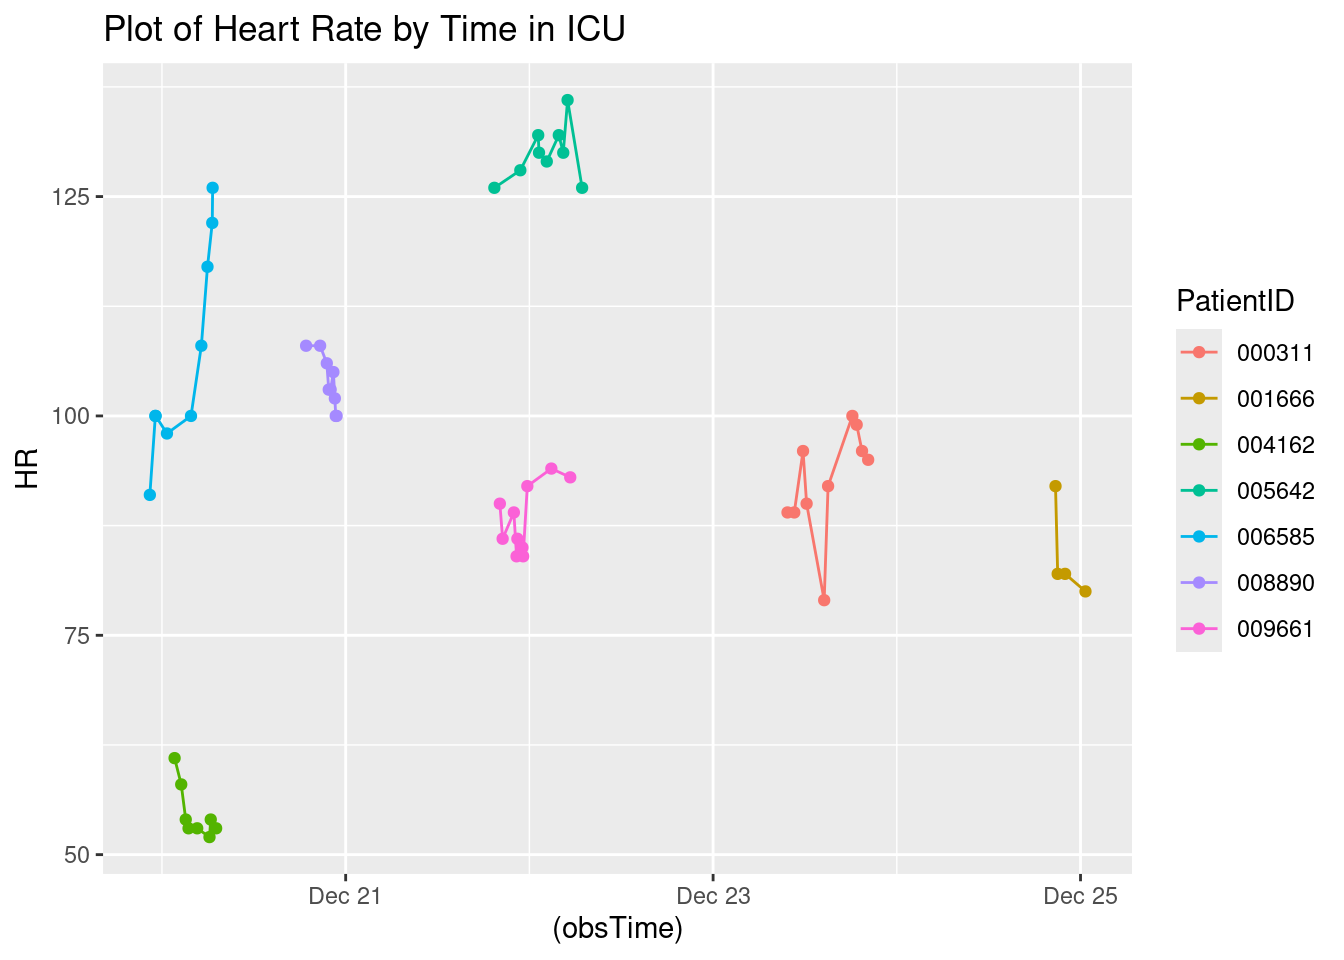 Plot of Heart Rate by Time in ICU
125
100
75
50
HR
Dec 21
Dec 23
Dec 25
(obsTime)
PatientID
000311
001666
004162
005642
006585
008890
009661